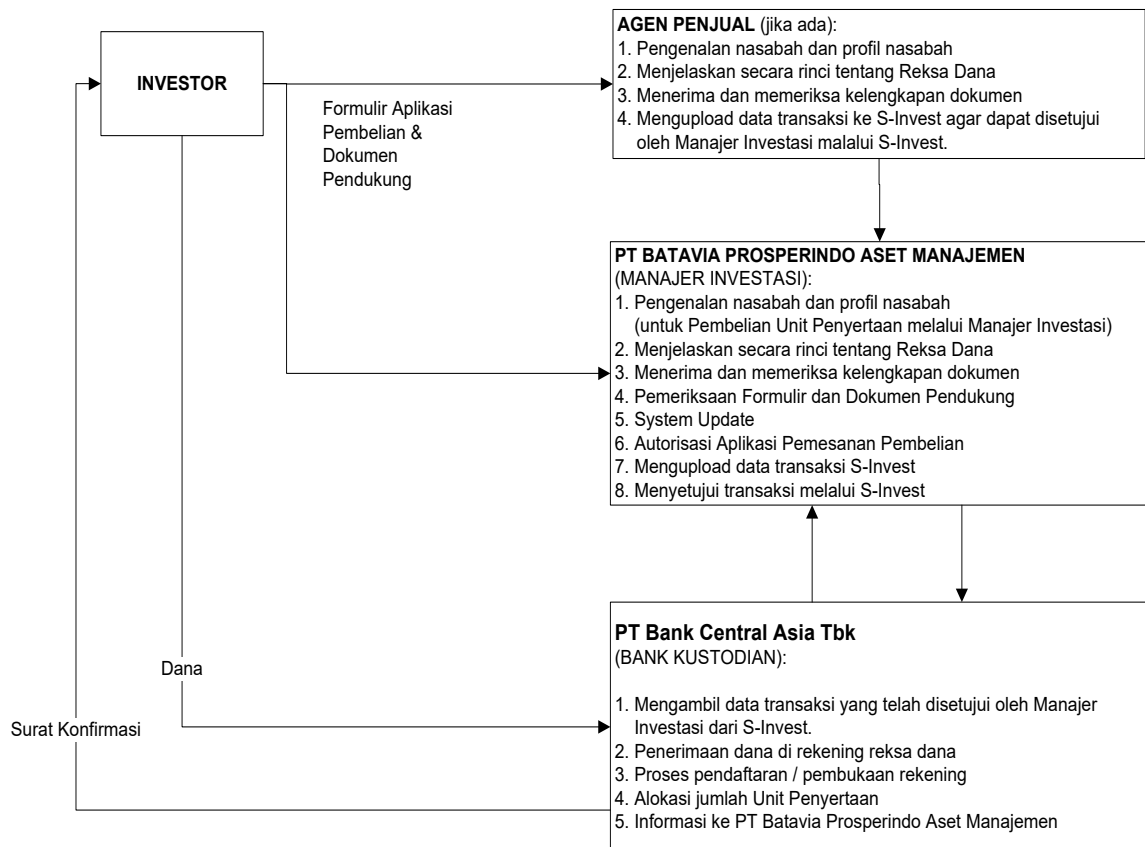 INVESTOR
Formulir Aplikasi
Pembelian &
Dokumen
Pendukung
AGEN PENJUAL (jika ada):
1. Pengenalan nasabah dan profil nasabah
2. Menjelaskan secara rinci tentang Reksa Dana
3. Menerima dan memeriksa kelengkapan dokumen
4. Mengupload data transaksi ke S-Invest agar dapat disetujui
oleh Manajer Investasi malalui S-Invest.
PT BATAVIA PROSPERINDO ASET MANAJEMEN
(MANAJER INVESTASI):
1. Pengenalan nasabah dan profil nasabah
(untuk Pembelian Unit Penyertaan melalui Manajer Investasi)
2. Menjelaskan secara rinci tentang Reksa Dana
3. Menerima dan memeriksa kelengkapan dokumen
4. Pemeriksaan Formulir dan Dokumen Pendukung
5. System Update
6. Autorisasi Aplikasi Pemesanan Pembelian
7. Mengupload data transaksi S-Invest
8. Menyetujui transaksi melalui S-Invest
Dana
Surat Konfirmasi
PT Bank Central Asia Tbk
(BANK KUSTODIAN):
1. Mengambil data transaksi yang telah disetujui oleh Manajer
Investasi dari S-Invest.
2. Penerimaan dana di rekening reksa dana
3. Proses pendaftaran / pembukaan rekening
4. Alokasi jumlah Unit Penyertaan
5. Informasi ke PT Batavia Prosperindo Aset Manajemen